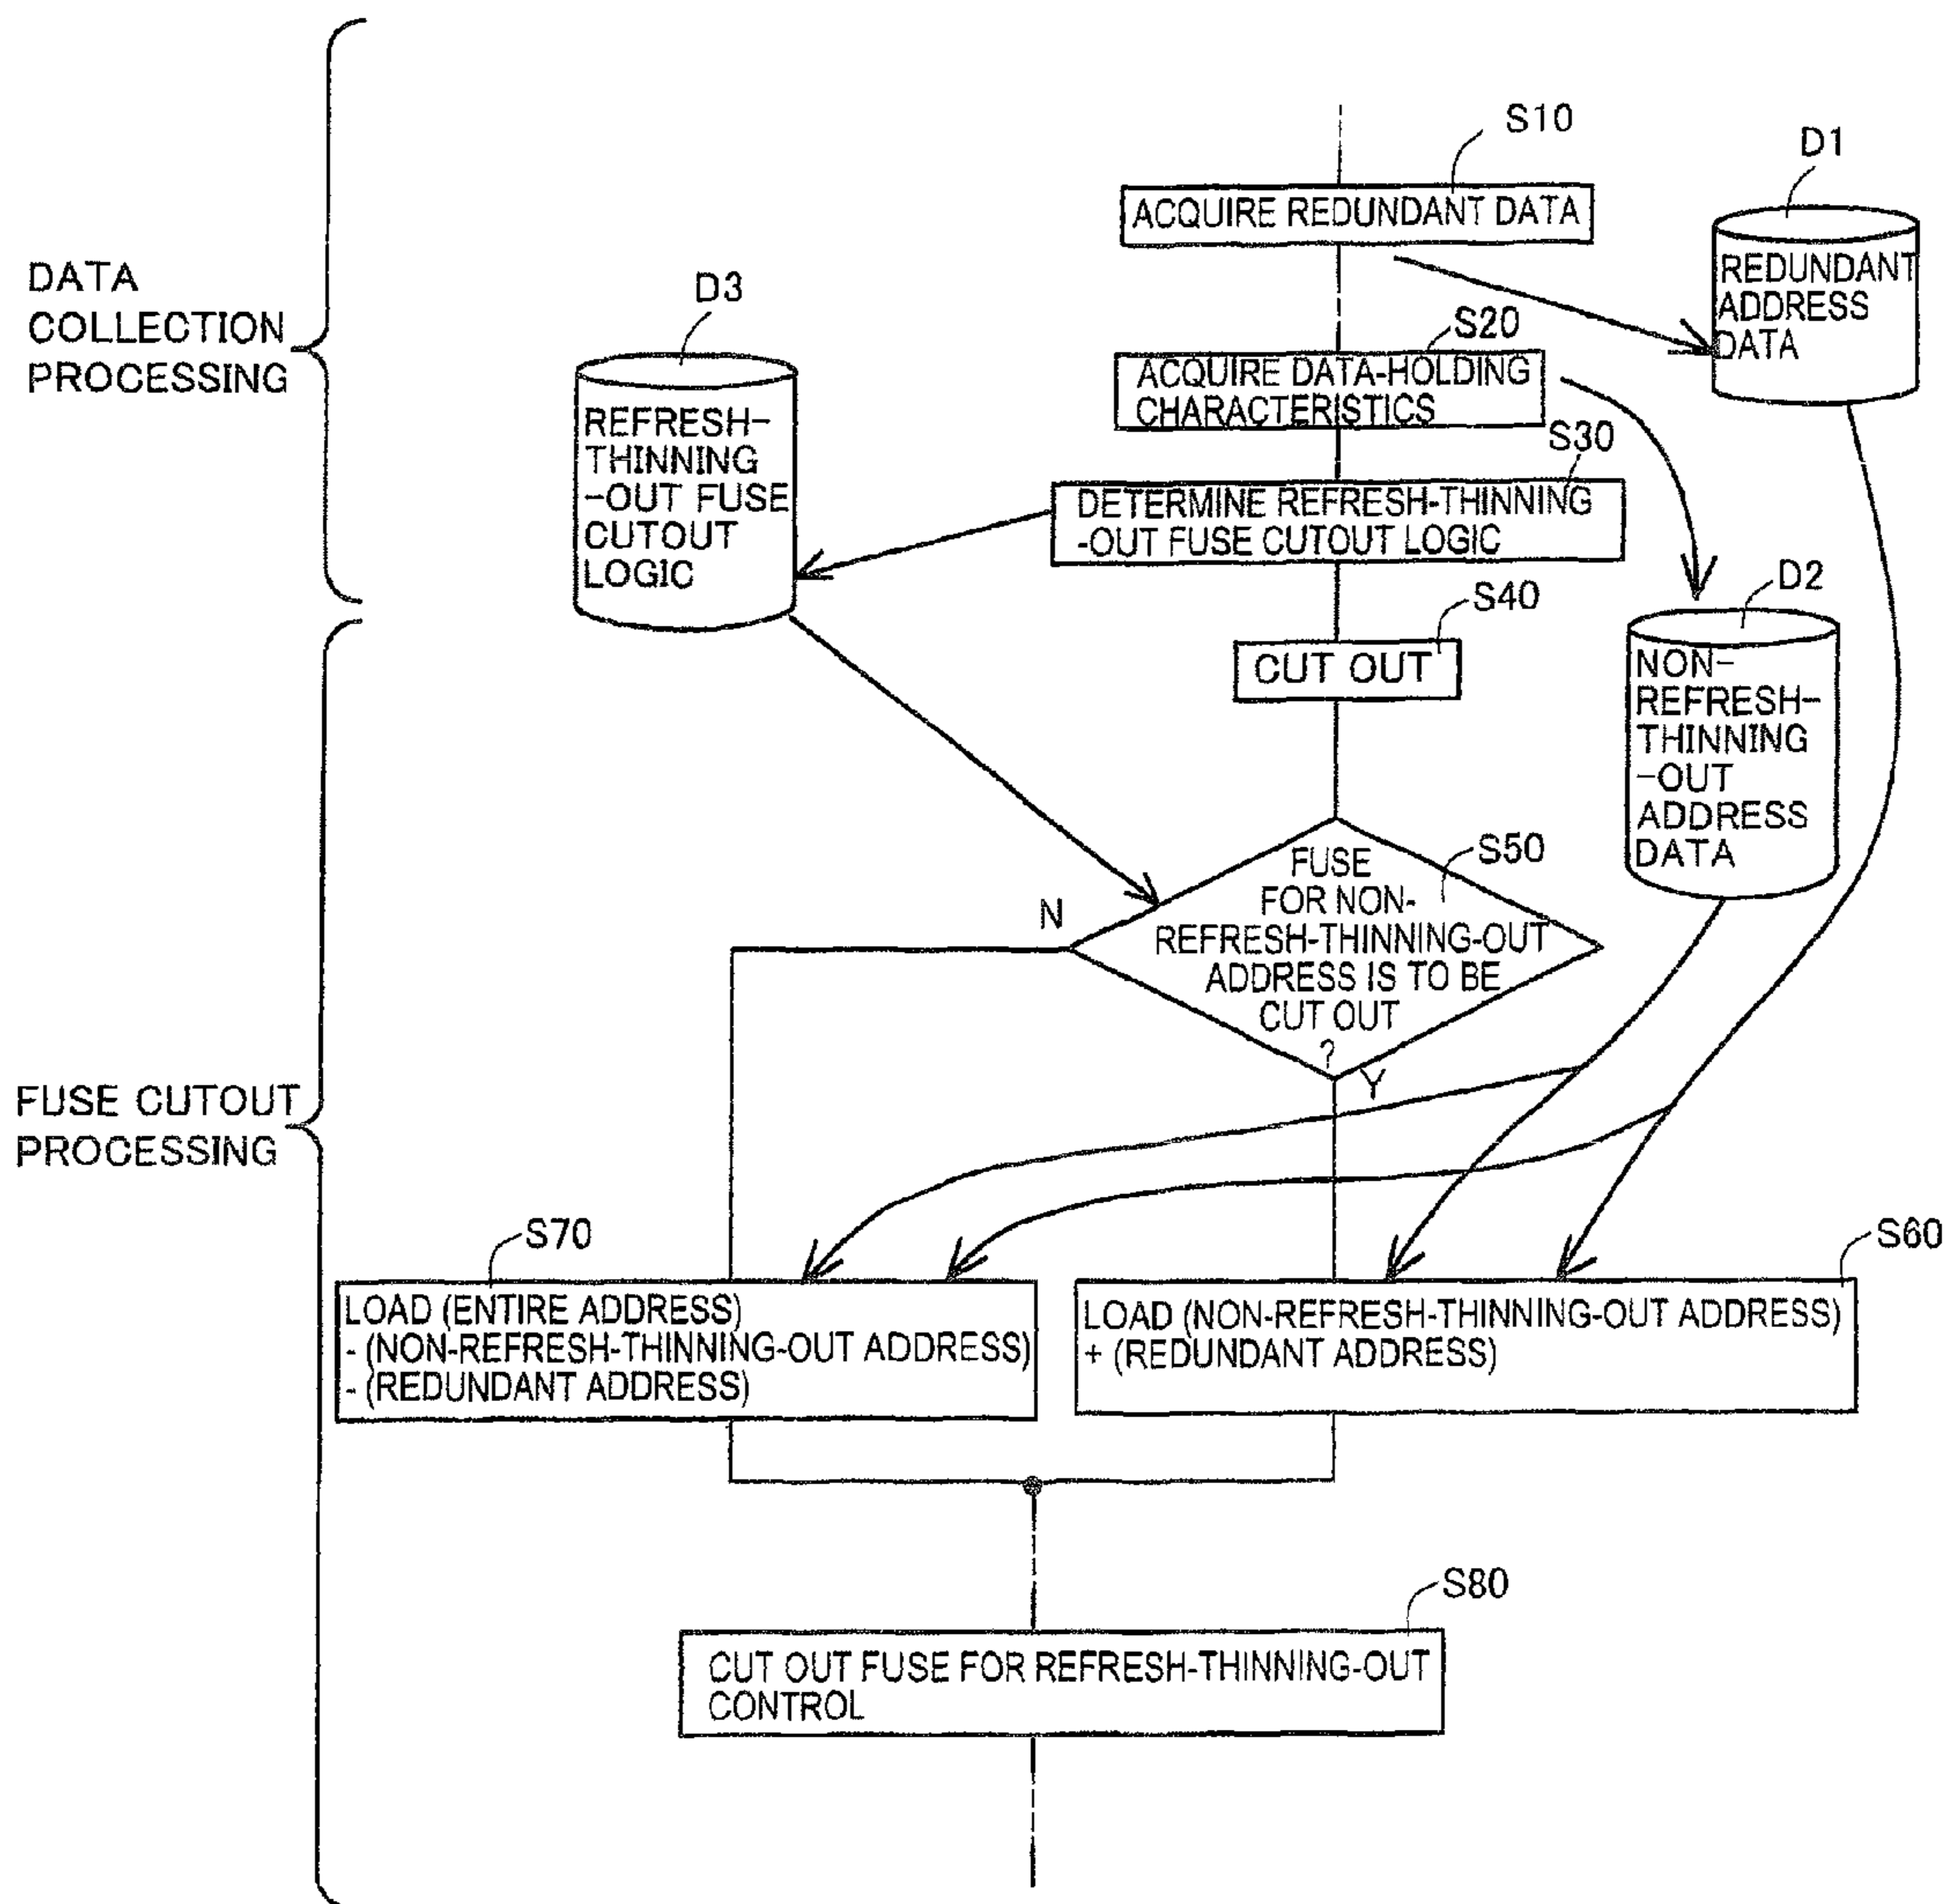 S10
D1
ACQUIRE REDUNDANT DATA
REDUNDANT
ADDRESS
DATA
DATA
COLLECTION
PROCESSING
D3
REFRESH-
THINNING
-OUT FUSE
CUTOUT
LOGIC
S20
ACQUIRE DATA-HOLDING
CHARACTERISTICS
S30
DETERMINE REFRESH-THINNING
-OUT FUSE CUTOUT LOGIC
S40
CUT OUT
D2
NON-
REFRESH-
THINNING
-OUT
ADDRESS
DATA
S50
FUSE
FOR NON-
REFRESH-THINNING-OUT
ADDRESS IS TO BE
CUT OUT
?
N
Y
FUSE CUTOUT
PROCESSING
S70
LOAD (ENTIRE ADDRESS)
- (NON-REFRESH-THINNING-OUT ADDRESS)
- (REDUNDANT ADDRESS)
S60
LOAD (NON-REFRESH-THINNING-OUT ADDRESS)
+ (REDUNDANT ADDRESS)
S80
CUT OUT FUSE FOR REFRESH-THINNING-OUT
CONTROL